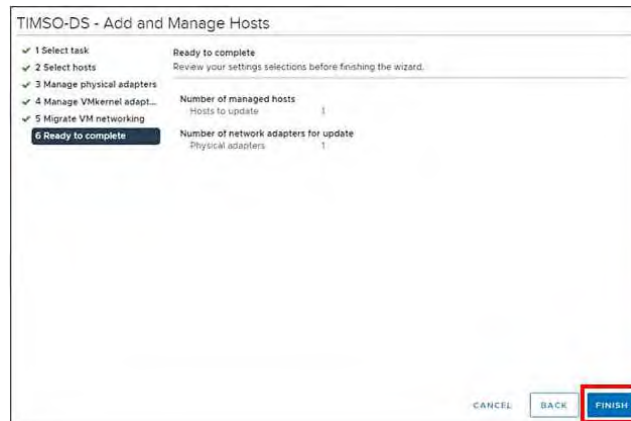 TIMSO-DS - Add and Manage Hosts
✓ 1 Select task
✓ 2 Select hosts
✓ 3 Manage physical adapters
✓ 4 Manage VMkernel adapt...
✓ 5 Migrate VM networking
6 Ready to complete
Ready to complete
Review your settings selections before finishing the wizard.
Number of managed hosts
Hosts to update 1
Number of network adapters for update
Physical adapters 1
CANCEL BACK FINISH